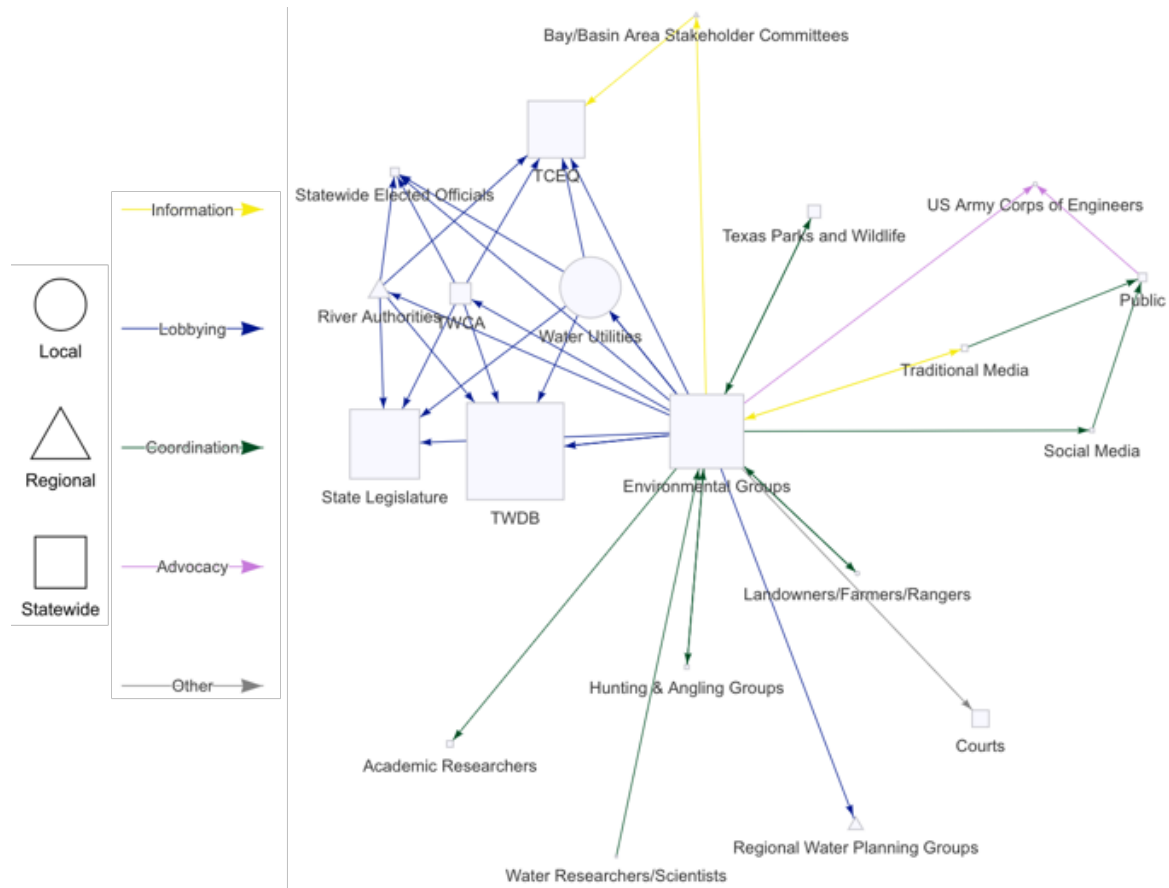 Local
Regional
Statewide
Information
Lobbying
Coordination
Advocacy
Other
Bay/Basin Area Stakeholder Committees
TCEQ
Statewide Elected Officials
US Army Corps of Engineers
Texas Parks and Wildlife
Public
River Authorities
TWCA
Water Utilities
Traditional Media
Social Media
State Legislature
TWDB
Environmental Groups
Landowners/Farmers/Rangers
Hunting & Angling Groups
Courts
Academic Researchers
Regional Water Planning Groups
Water Researchers/Scientists